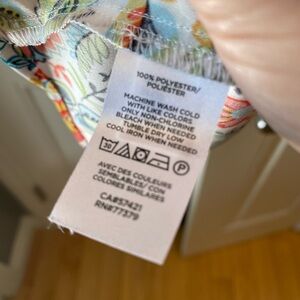 100% POLYESTER/
POLIÉSTER
MACHINE WASH COLD
WITH LIKE COLORS
ONLY NON-CHLORINE
BLEACH WHEN NEEDED
TUMBLE DRY LOW
COOL IRON WHEN NEEDED
30 P
AVEC DES COULEURS
SEMBLABLES/ CON
COLORES SIMILARES
CA#57421
RN#77379